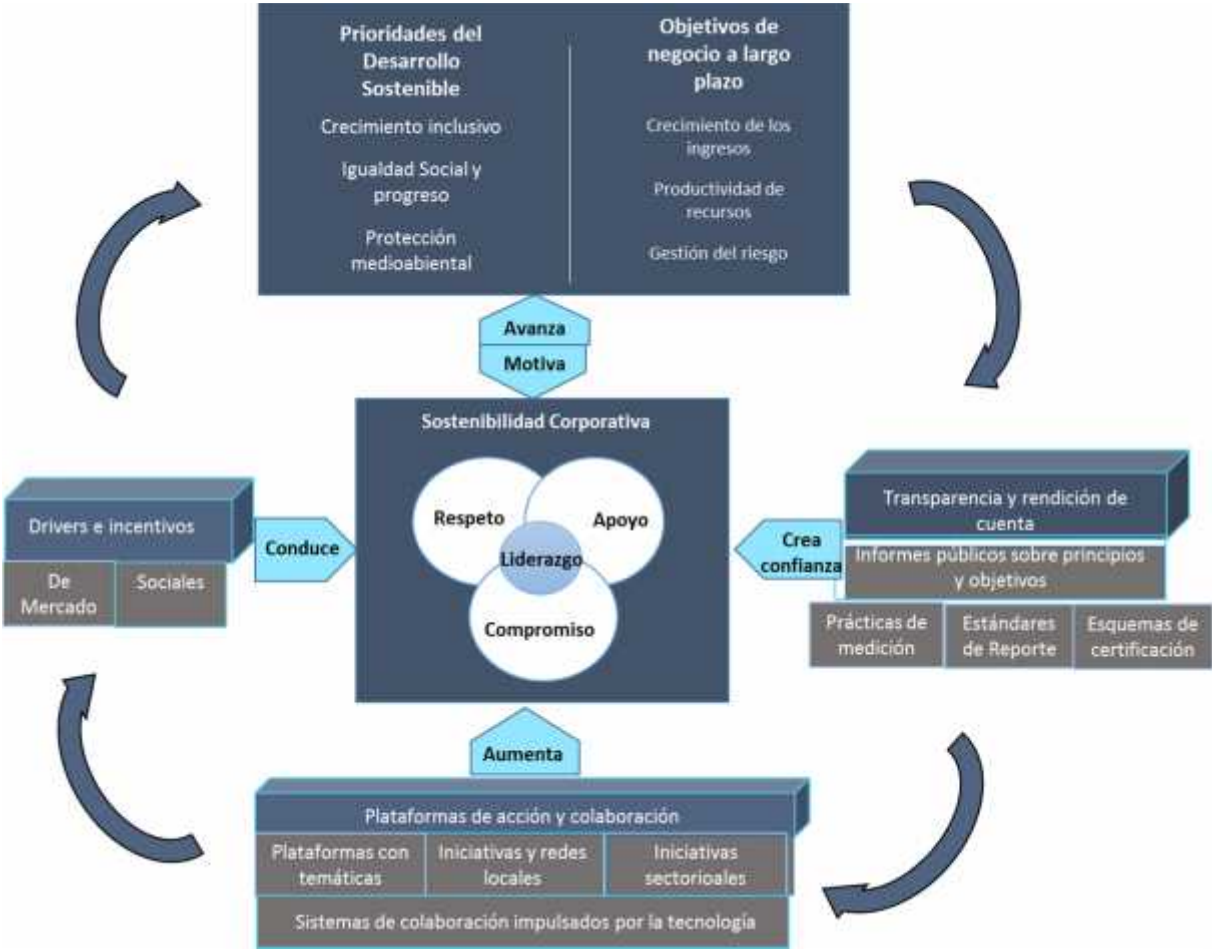 Prioridades del
Desarrollo
Sostenible
Crecimiento inclusivo
Igualdad Social y
progreso
Protección
medioabiental
Objetivos de
negocio a largo
plazo
Crecimiento de los
ingresos
Productividad de
recursos
Gestión del riesgo
Avanza
Motiva
Sostenibilidad Corporativa
Respeto
Apoyo
Liderazgo
Compromiso
Drivers e incentivos
De
Mercado
Sociales
Conduce
Crea
confianza
Transparencia y rendición de
cuenta
Informes públicos sobre principios
y objetivos
Prácticas de
medición
Estándares
de Reporte
Esquemas de
certificación
Aumenta
Plataformas de acción y colaboración
Plataformas con
temáticas
Iniciativas y redes
locales
Iniciativas
sectorioales
Sistemas de colaboración impulsados por la tecnología